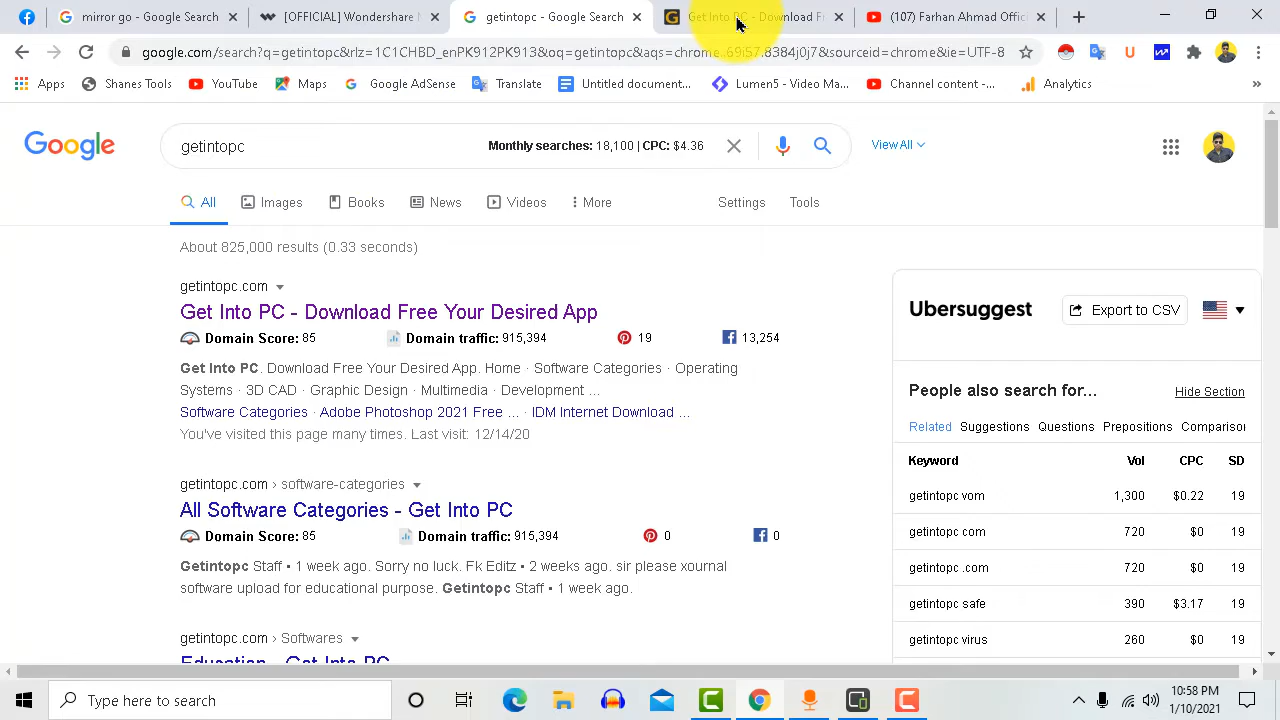 mirror go - Google Search
[OFFICIAL] Wondershare M
getintopc - Google Search
Get Into PC - Download Fr
(107) Farhan Ahmad Offici
google.com/search?q=getintopc&rlz=1C1CHBD_enPK912PK913&oq=getintopc&aqs=chrome..69i57.8384j0j7&sourceid=chrome&ie=UTF-8
Apps
Shanes Tools
YouTube
Maps
Google AdSense
Translate
Untitled document...
Lumen5 - Video Ma...
Channel content -...
Analytics
»
Google
getintopc
Monthly searches: 18,100 | CPC: $4.36
View All
All
Images
Books
News
Videos
More
Settings
Tools
About 825,000 results (0.33 seconds)
getintopc.com
Get Into PC - Download Free Your Desired App
Domain Score: 85
Domain traffic: 915,394
19
13,254
Get Into PC. Download Free Your Desired App. Home · Software Categories · Operating
Systems · 3D CAD · Graphic Design · Multimedia · Development ...
Software Categories · Adobe Photoshop 2021 Free ... · IDM Internet Download ...
You've visited this page many times. Last visit: 12/14/20
getintopc.com › software-categories
All Software Categories - Get Into PC
Domain Score: 85
Domain traffic: 915,394
0
0
Getintopc Staff • 1 week ago. Sorry no luck. Fk Editz • 2 weeks ago. sir please xournal
software upload for educational purpose. Getintopc Staff • 1 week ago.
getintopc.com › Softwares
Education - Get Into PC
Ubersuggest
Export to CSV
People also search for...
Hide Section
Related
Suggestions
Questions
Prepositions
Comparisor
Keyword
Vol
CPC
SD
getintopc vom
1,300
$0.22
19
getintopc com
720
$0
19
getintopc .com
720
$0
19
getintopc safe
390
$3.17
19
getintopc virus
260
$0
19
Type here to search
10:58 PM
1/10/2021